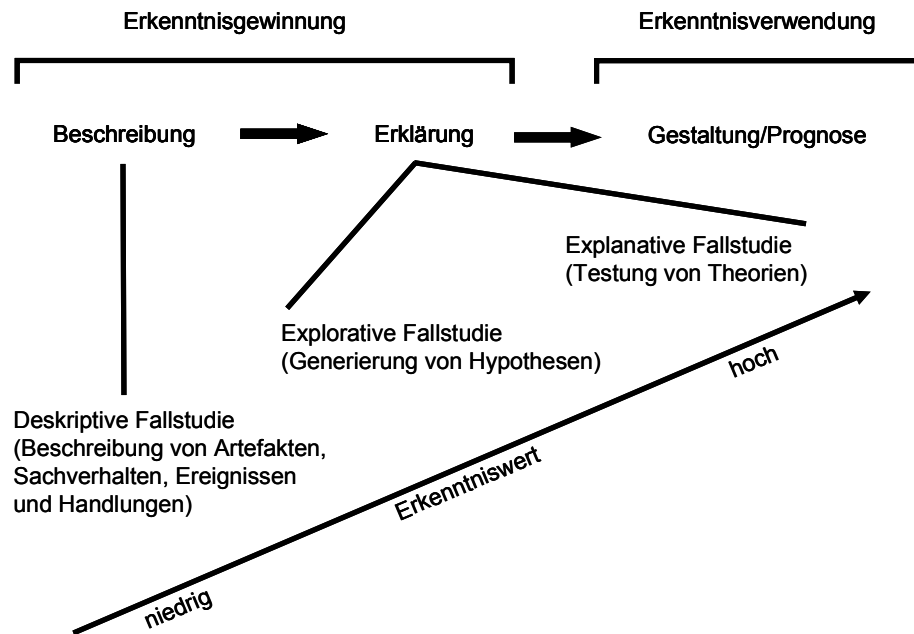 Erkenntnisgewinnung
Erkenntnisverwendung
Beschreibung
Erklärung
Gestaltung/Prognose
Explanative Fallstudie
(Testung von Theorien)
Explorative Fallstudie
(Generierung von Hypothesen)
Deskriptive Fallstudie
(Beschreibung von Artefakten,
Sachverhalten, Ereignissen
und Handlungen)
niedrig
Erkenntniswert
hoch